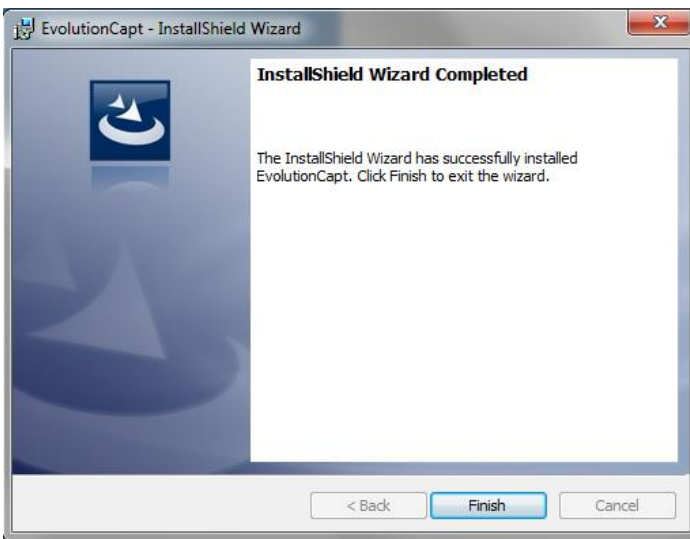 EvolutionCapt - InstallShield Wizard
InstallShield Wizard Completed
The InstallShield Wizard has successfully installed
EvolutionCapt. Click Finish to exit the wizard.
< Back
Finish
Cancel